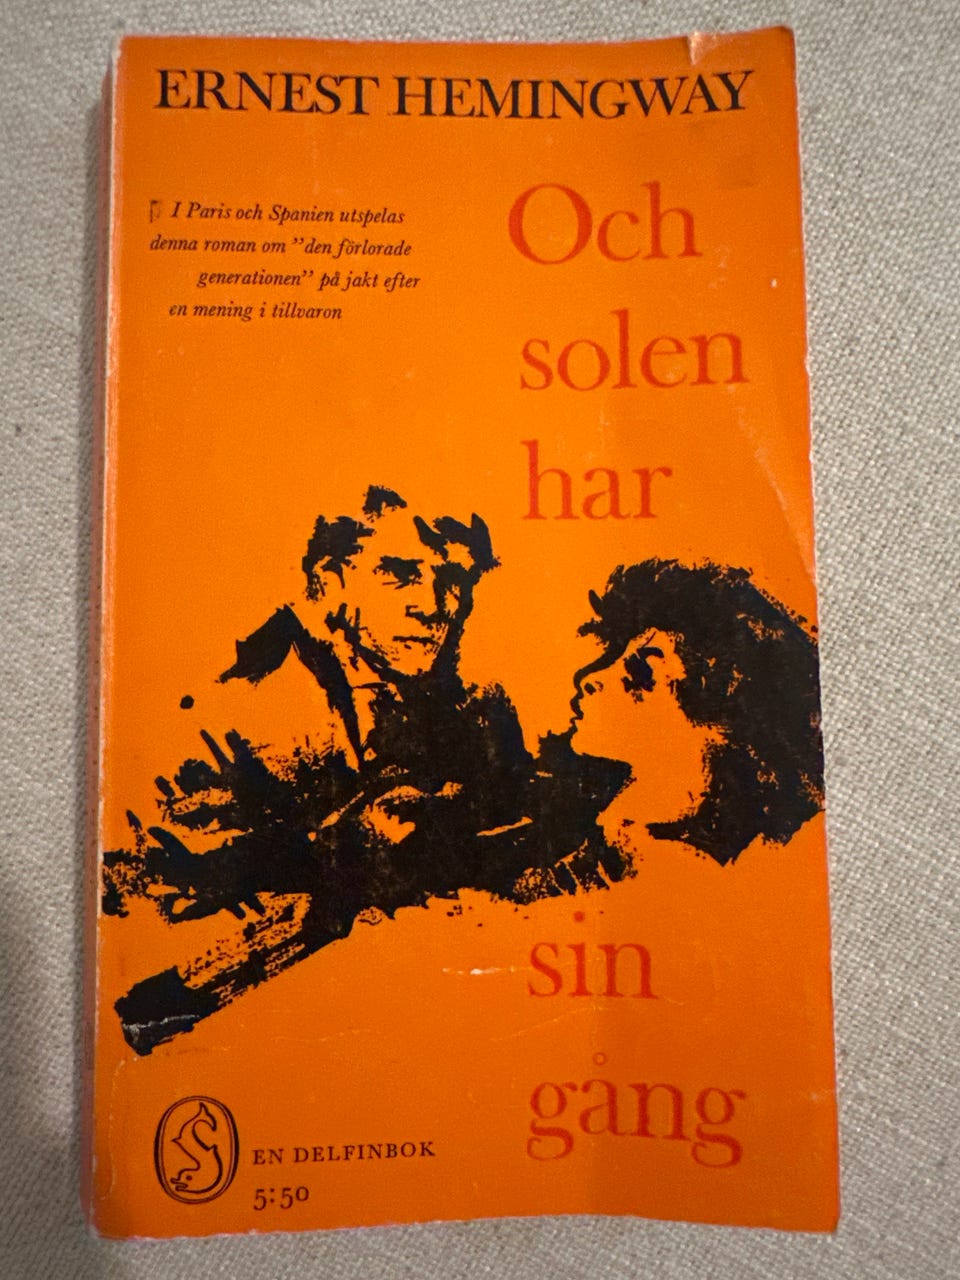 ERNEST HEMINGWAY
I Paris och Spanien utspelas
denna roman om ”den förlorade
generationen” på jakt efter
en mening i tillvaron
Och
solen
har
sin
gång
EN DELFINBOK
5:50